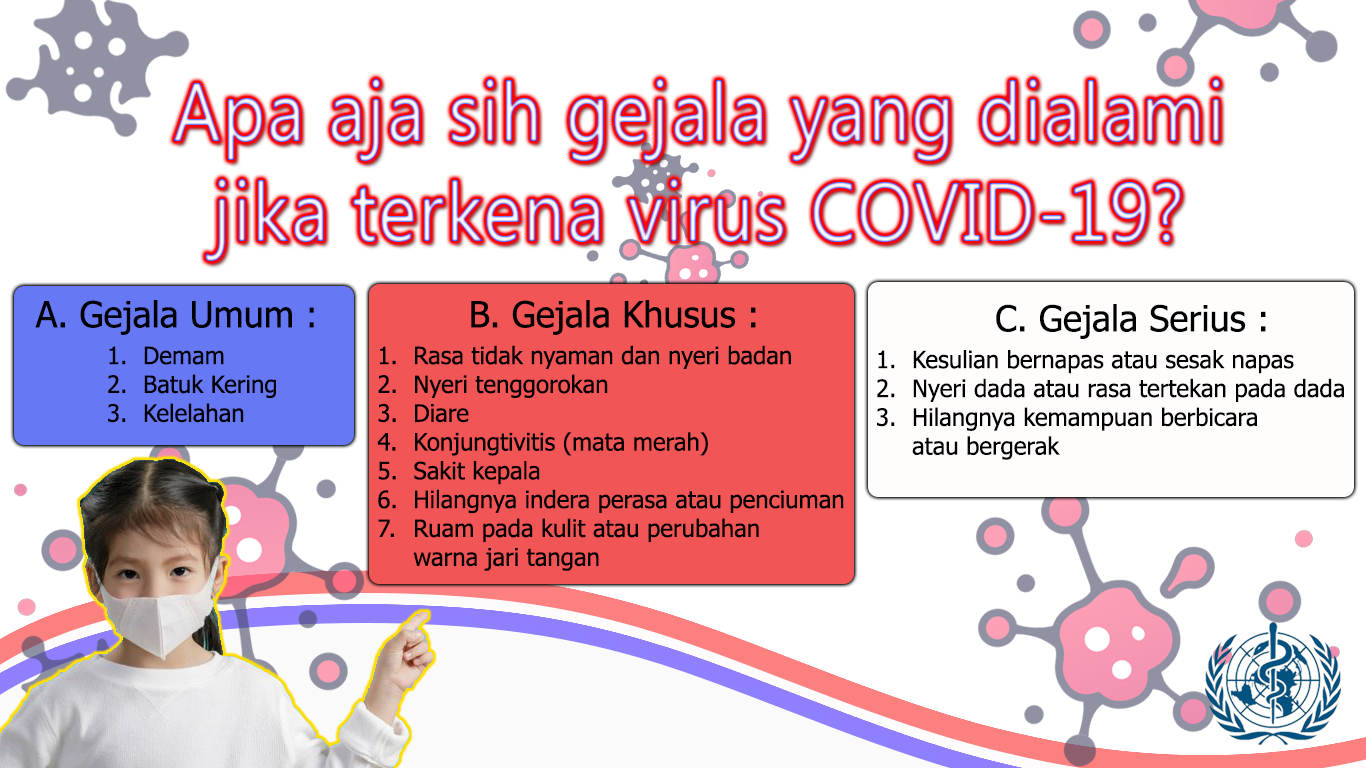 Apa aja sih gejala yang dialami
jika terkena virus COVID-19?
A. Gejala Umum :
1. Demam
2. Batuk Kering
3. Kelelahan
B. Gejala Khusus :
1. Rasa tidak nyaman dan nyeri badan
2. Nyeri tenggorokan
3. Diare
4. Konjungtivitis (mata merah)
5. Sakit kepala
6. Hilangnya indera perasa atau penciuman
7. Ruam pada kulit atau perubahan
warna jari tangan
C. Gejala Serius :
1. Kesulian bernapas atau sesak napas
2. Nyeri dada atau rasa tertekan pada dada
3. Hilangnya kemampuan berbicara
atau bergerak